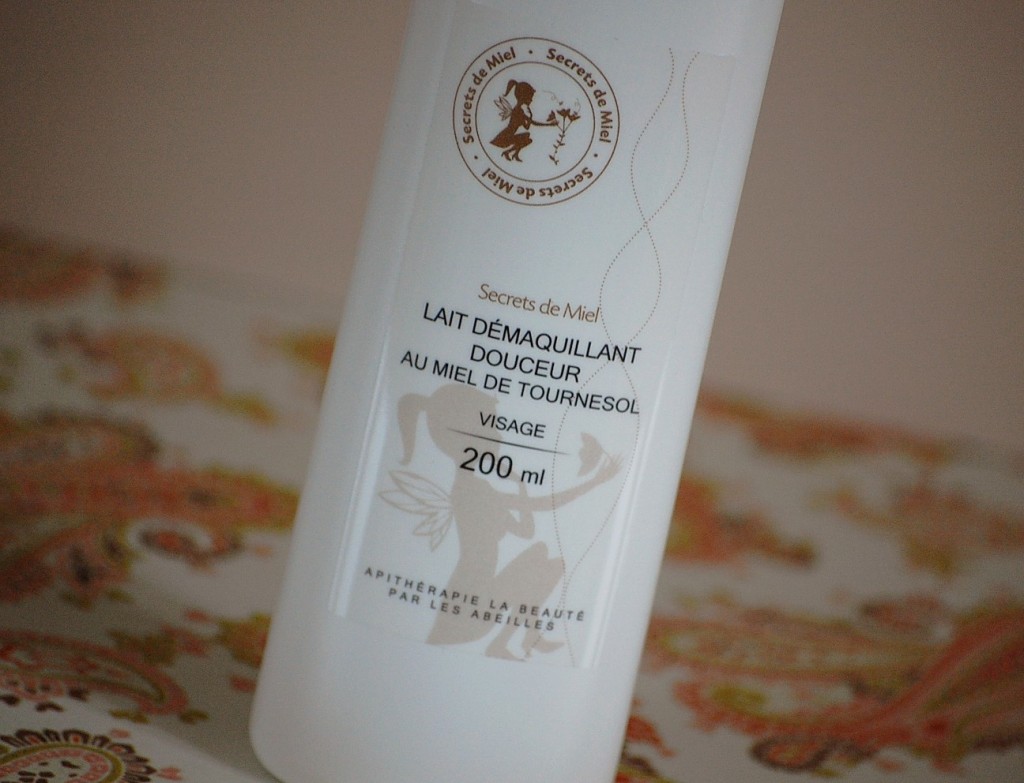 Secrets de Miel • Secrets de Miel • Secrets de Miel •
Secrets de Miel
LAIT DÉMAQUILLANT
DOUCEUR
AU MIEL DE TOURNESOL
VISAGE
200 ml
APITHÉRAPIE LA BEAUTÉ
PAR LES ABEILLES